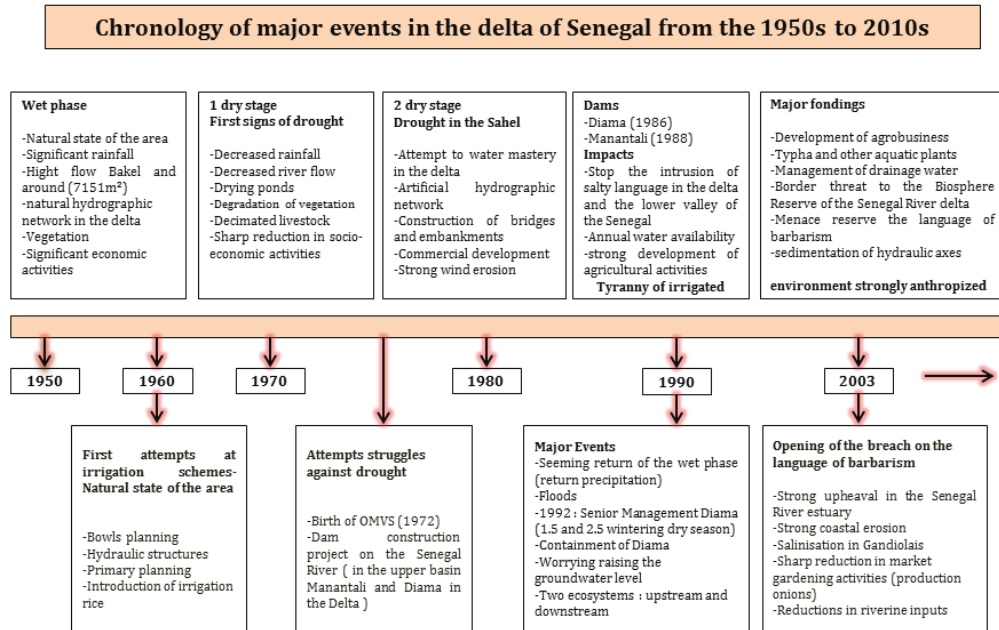 Chronology of major events in the delta of Senegal from the 1950s to 2010s
Wet phase
-Natural state of the area
-Significant rainfall
-Hight flow Bakel and
around (7151m²)
-natural hydrographic
network in the delta
-Vegetation
-Significant economic
activities
1 dry stage
First signs of drought
-Decreased rainfall
-Decreased river flow
-Drying ponds
-Degradation of vegetation
-Decimated livestock
-Sharp reduction in socio-
economic activities
2 dry stage
Drought in the Sahel
-Attempt to water mastery
in the delta
-Artificial hydrographic
network
-Construction of bridges
and embankments
-Commercial development
-Strong wind erosion
Dams
-Diama (1986)
-Manantali (1988)
Impacts
-Stop the intrusion of
salty language in the delta
and the lower valley of
the Senegal
-Annual water availability
-strong development of
agricultural activities
Tyranny of irrigated
Major fondings
-Development of agrobusiness
-Typha and other aquatic plants
-Management of drainage water
-Border threat to the Biosphere
Reserve of the Senegal River delta
-Menace reserve the language of
barbarism
-sedimentation of hydraulic axes
environment strongly anthropized
1950
1960
1970
1980
1990
2003
First attempts at
irrigation schemes-
Natural state of the area
-Bowls planning
-Hydraulic structures
-Primary planning
-Introduction of irrigation
rice
Attempts struggles
against drought
-Birth of OMVS (1972)
-Dam construction
project on the Senegal
River ( in the upper basin
Manantali and Diama in
the Delta )
Major Events
-Seeming return of the wet phase
(return precipitation)
-Floods
-1992 : Senior Management Diama
(1.5 and 2.5 wintering dry season)
-Containment of Diama
-Worrying raising the
groundwater level
-Two ecosystems : upstream and
downstream
Opening of the breach on the
language of barbarism
-Strong upheaval in the Senegal
River estuary
-Strong coastal erosion
-Salinisation in Gandiolais
-Sharp reduction in market
gardening activities (production
onions)
-Reductions in riverine inputs